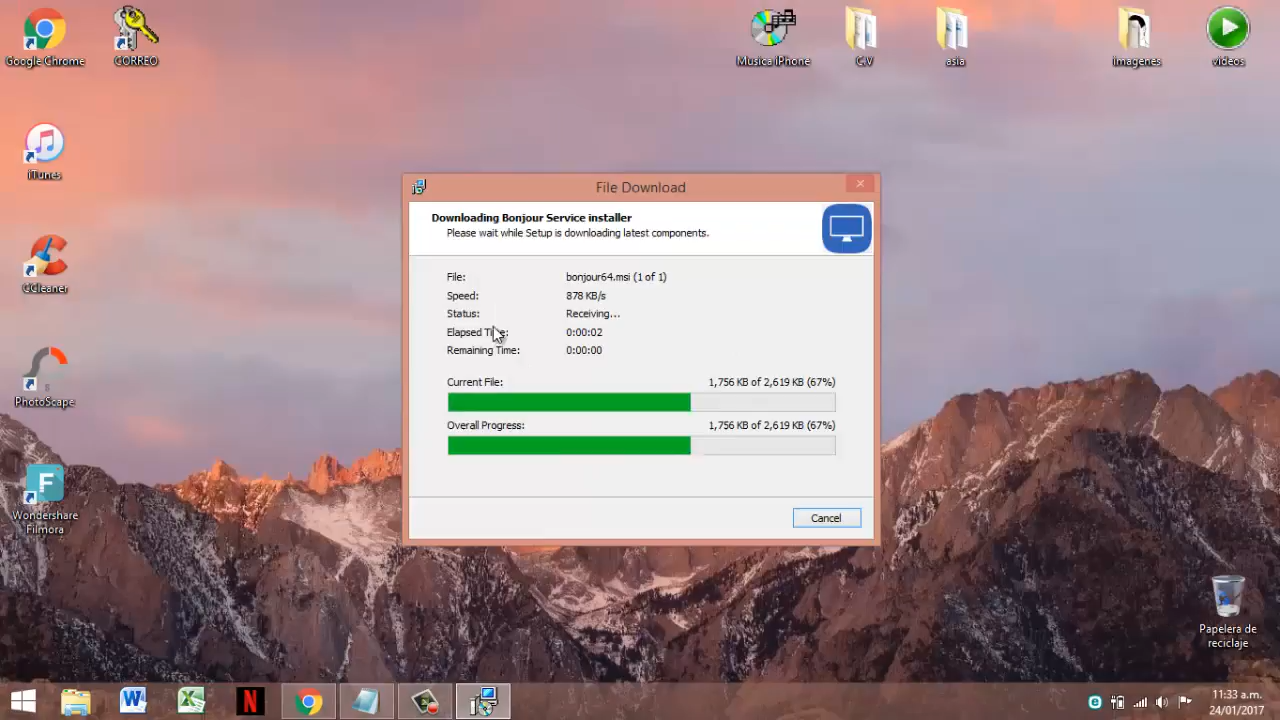 Google Chrome
CORREO
Musica iPhone
C.V
asia
Imagenes
videos
iTunes
CCleaner
PhotoScape
Wondershare
Filmora
File Download
Downloading Bonjour Service installer
Please wait while Setup is downloading latest components.
File: bonjour64.msi (1 of 1)
Speed: 878 KB/s
Status: Receiving...
Elapsed Time: 0:00:02
Remaining Time: 0:00:00
Current File: 1,756 KB of 2,619 KB (67%)
Overall Progress: 1,756 KB of 2,619 KB (67%)
Cancel
Papelera de
reciclaje
11:33 a.m.
24/01/2017